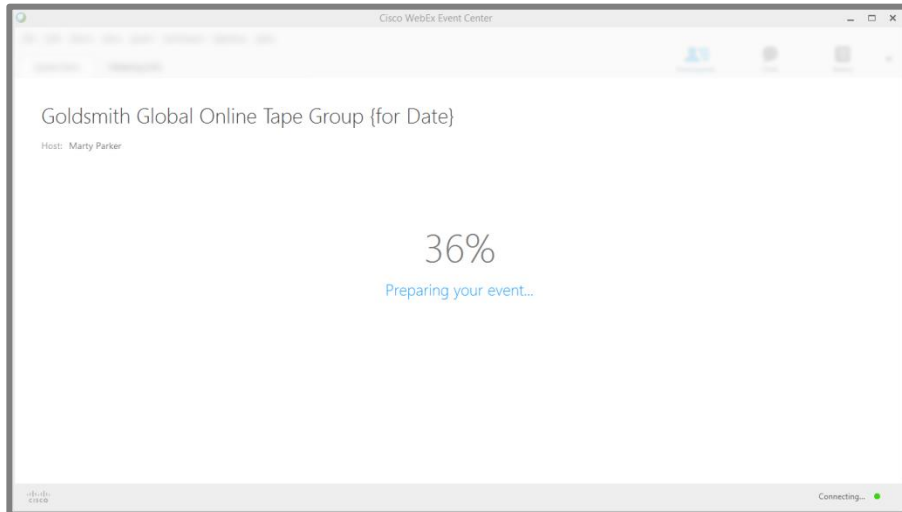 Cisco WebEx Event Center
Goldsmith Global Online Tape Group {for Date}
Host: Marty Parker
36%
Preparing your event...
CISCO
Connecting...